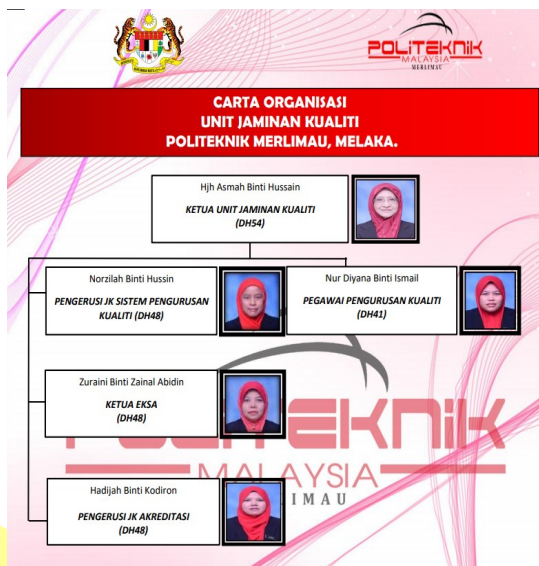 POLITEKNIK
MALAYSIA
MERLIMAU
CARTA ORGANISASI
UNIT JAMINAN KUALITI
POLITEKNIK MERLIMAU, MELAKA.
Hjh Asmah Binti Hussain
KETUA UNIT JAMINAN KUALITI
(DH54)
Norzilah Binti Hussin
PENGERUSI JK SISTEM PENGURUSAN
KUALITI (DH48)
Nur Diyana Binti Ismail
PEGAWAI PENGURUSAN KUALITI
(DH41)
Zuraini Binti Zainal Abidin
KETUA EKSA
(DH48)
POLITEKNIK
MALAYSIA
Hadijah Binti Kodiron
PENGERUSI JK AKREDITASI
(DH48)